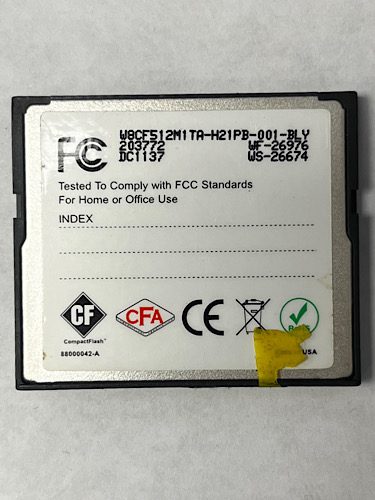 W8CF512M1TA-H21PB-001-BLY
203772 WF-26976
DC1137 WS-26674
FC
Tested To Comply with FCC Standards
For Home or Office Use
INDEX
CF CFA CE
CompactFlash
88000042-A USA